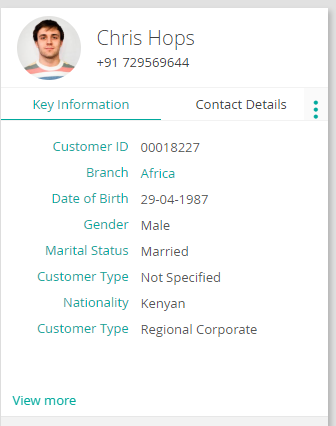 Chris Hops
+91 729569644
Key Information Contact Details
Customer ID 00018227
Branch Africa
Date of Birth 29-04-1987
Gender Male
Marital Status Married
Customer Type Not Specified
Nationality Kenyan
Customer Type Regional Corporate
View more